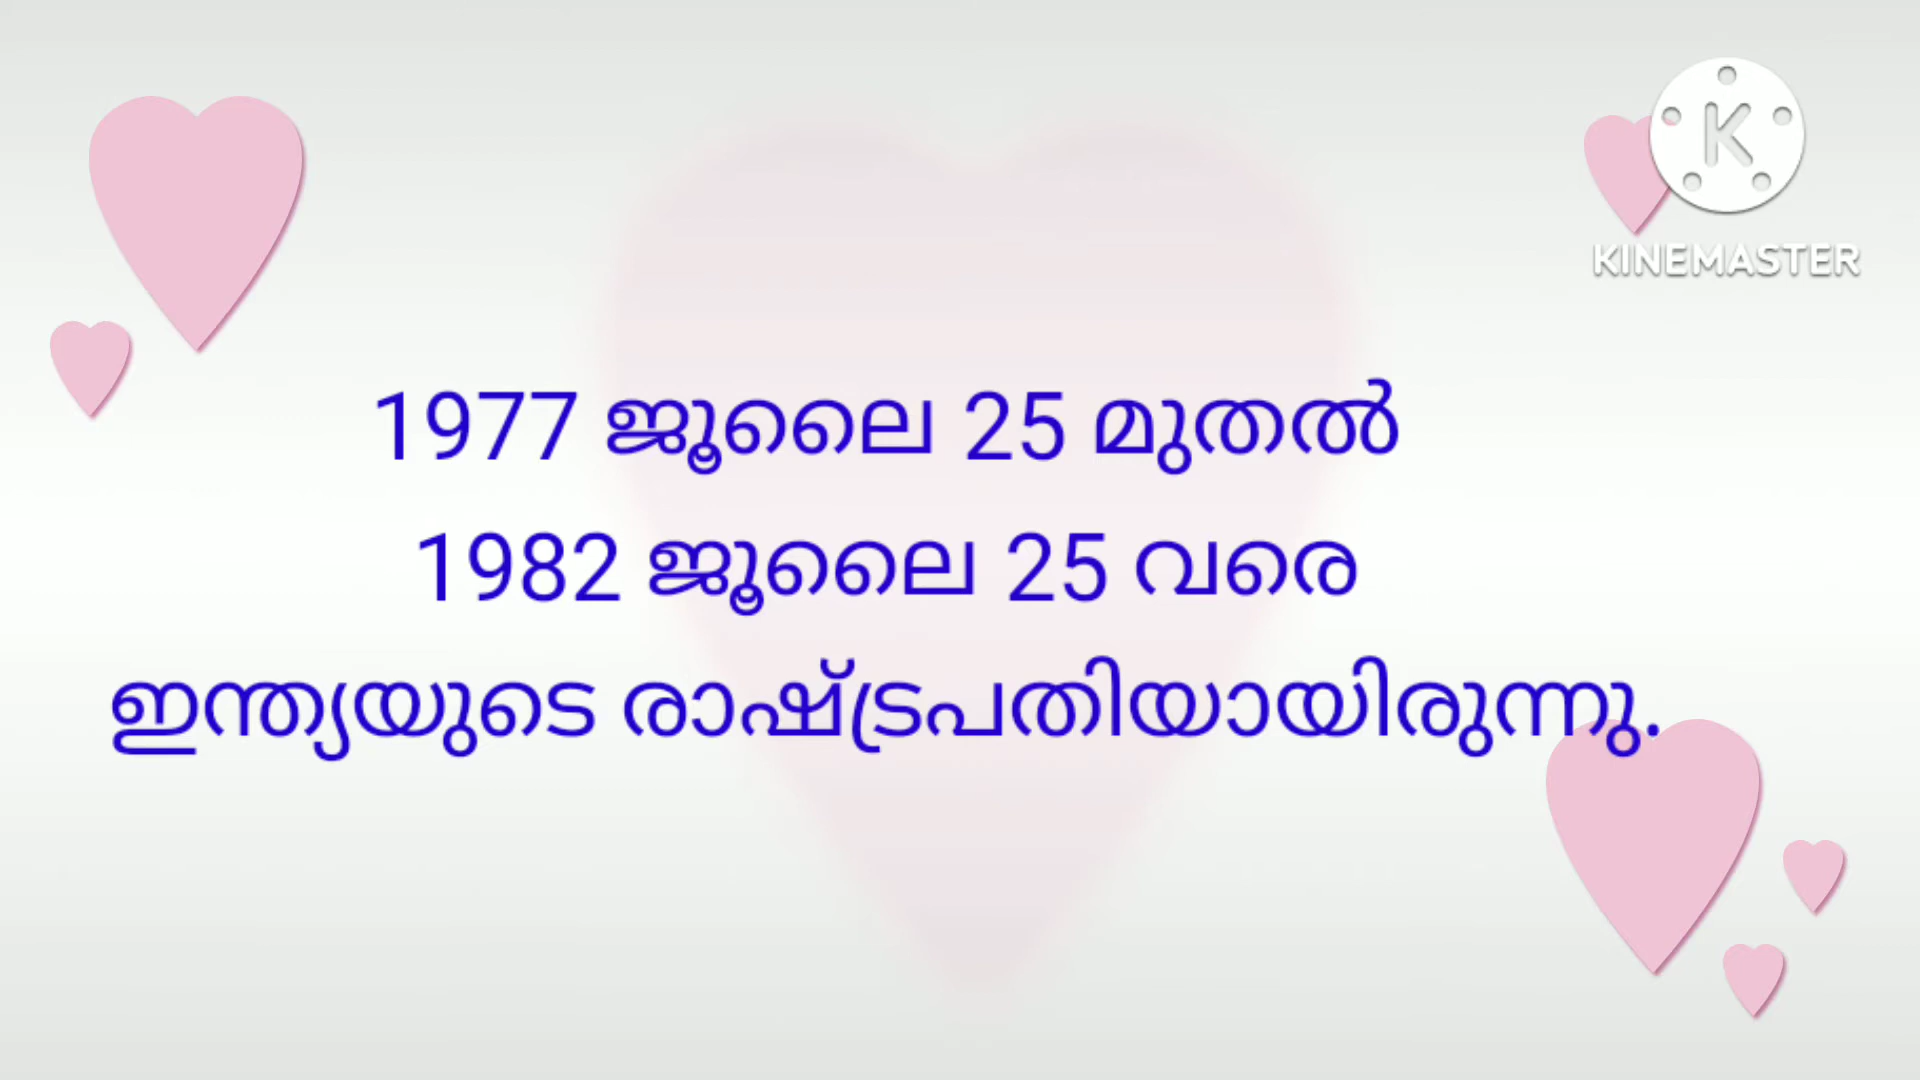 K
KINEMASTER
1977 ജൂലൈ 25 മുതൽ
1982 ജൂലൈ 25 വരെ
ഇന്ത്യയുടെ രാഷ്ട്രപതിയായിരുന്നു.